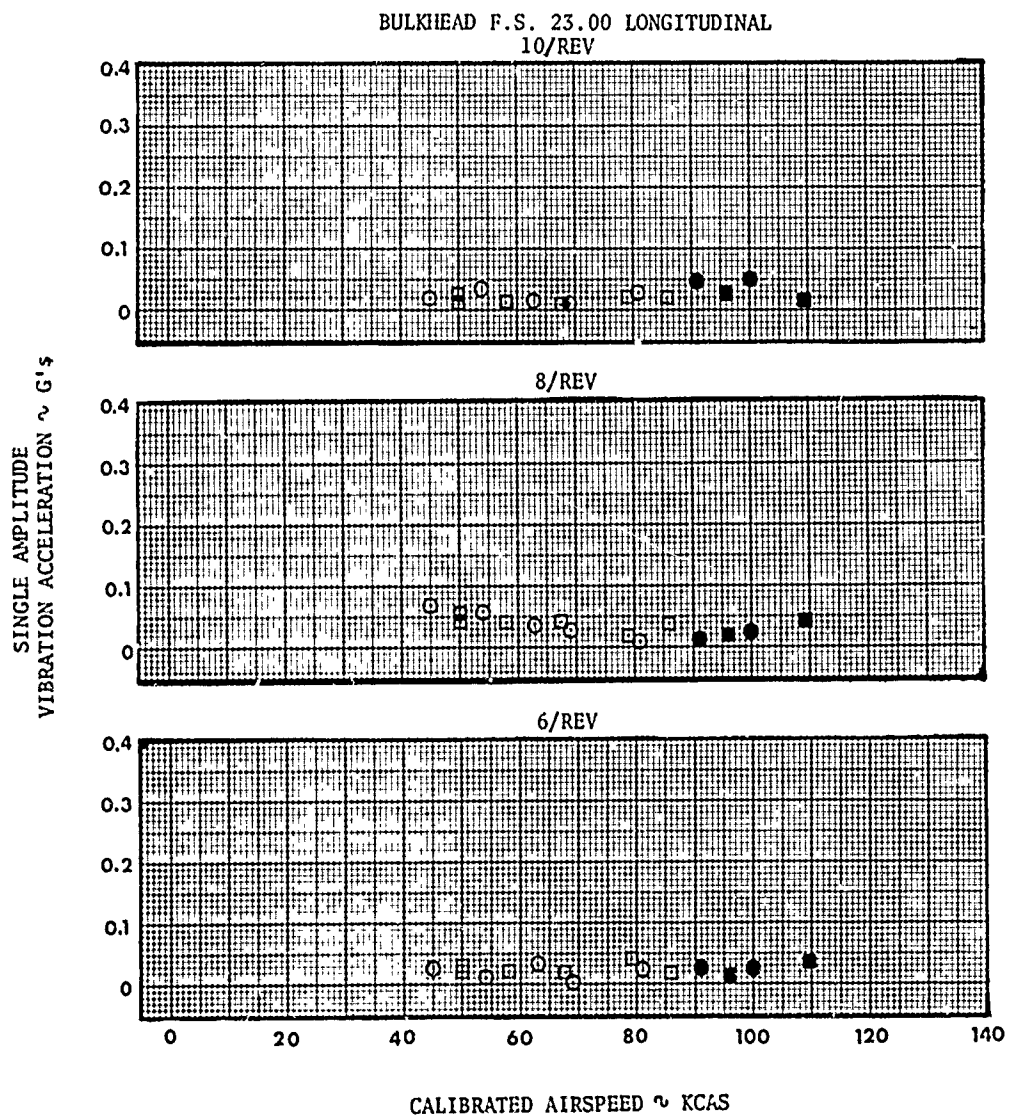 BULKHEAD F.S. 23.00 LONGITUDINAL
10/REV
0.4
0.3
0.2
0.1
0
8/REV
0.4
0.3
0.2
0.1
0
6/REV
0.4
0.3
0.2
0.1
0
SINGLE AMPLITUDE
VIBRATION ACCELERATION ~ G's
0 20 40 60 80 100 120 140
CALIBRATED AIRSPEED ~ KCAS